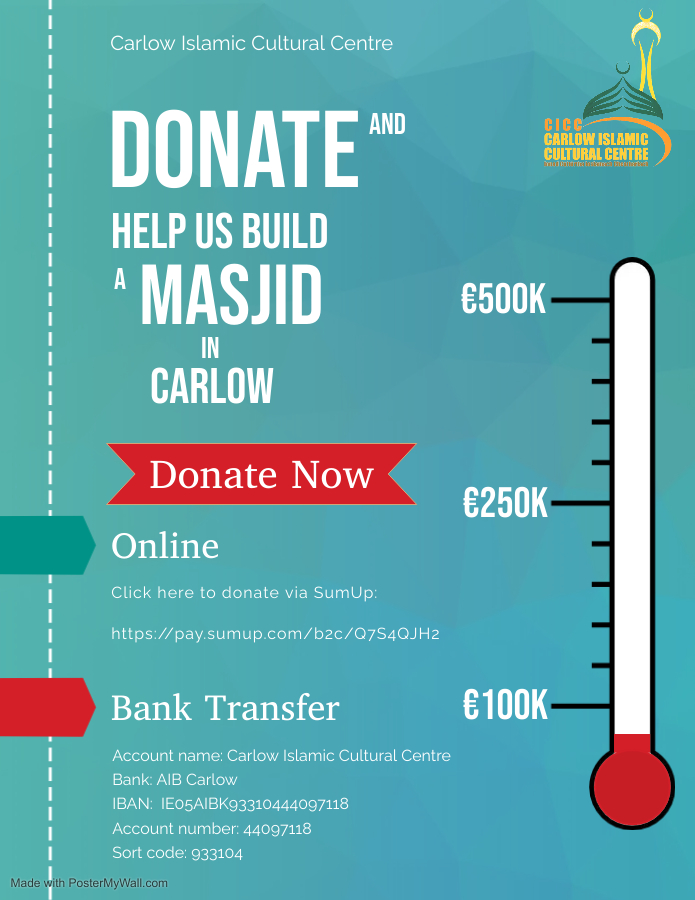 Carlow Islamic Cultural Centre
CICC
CARLOW ISLAMIC
CULTURAL CENTRE
DONATE AND
HELP US BUILD
A MASJID
IN
CARLOW
€500K
Donate Now
€250K
Online
Click here to donate via SumUp:
https://pay.sumup.com/b2c/Q7S4QJH2
Bank Transfer
€100K
Account name: Carlow Islamic Cultural Centre
Bank: AIB Carlow
IBAN: IE05AIBK93310444097118
Account number: 44097118
Sort code: 933104
Made with PosterMyWall.com